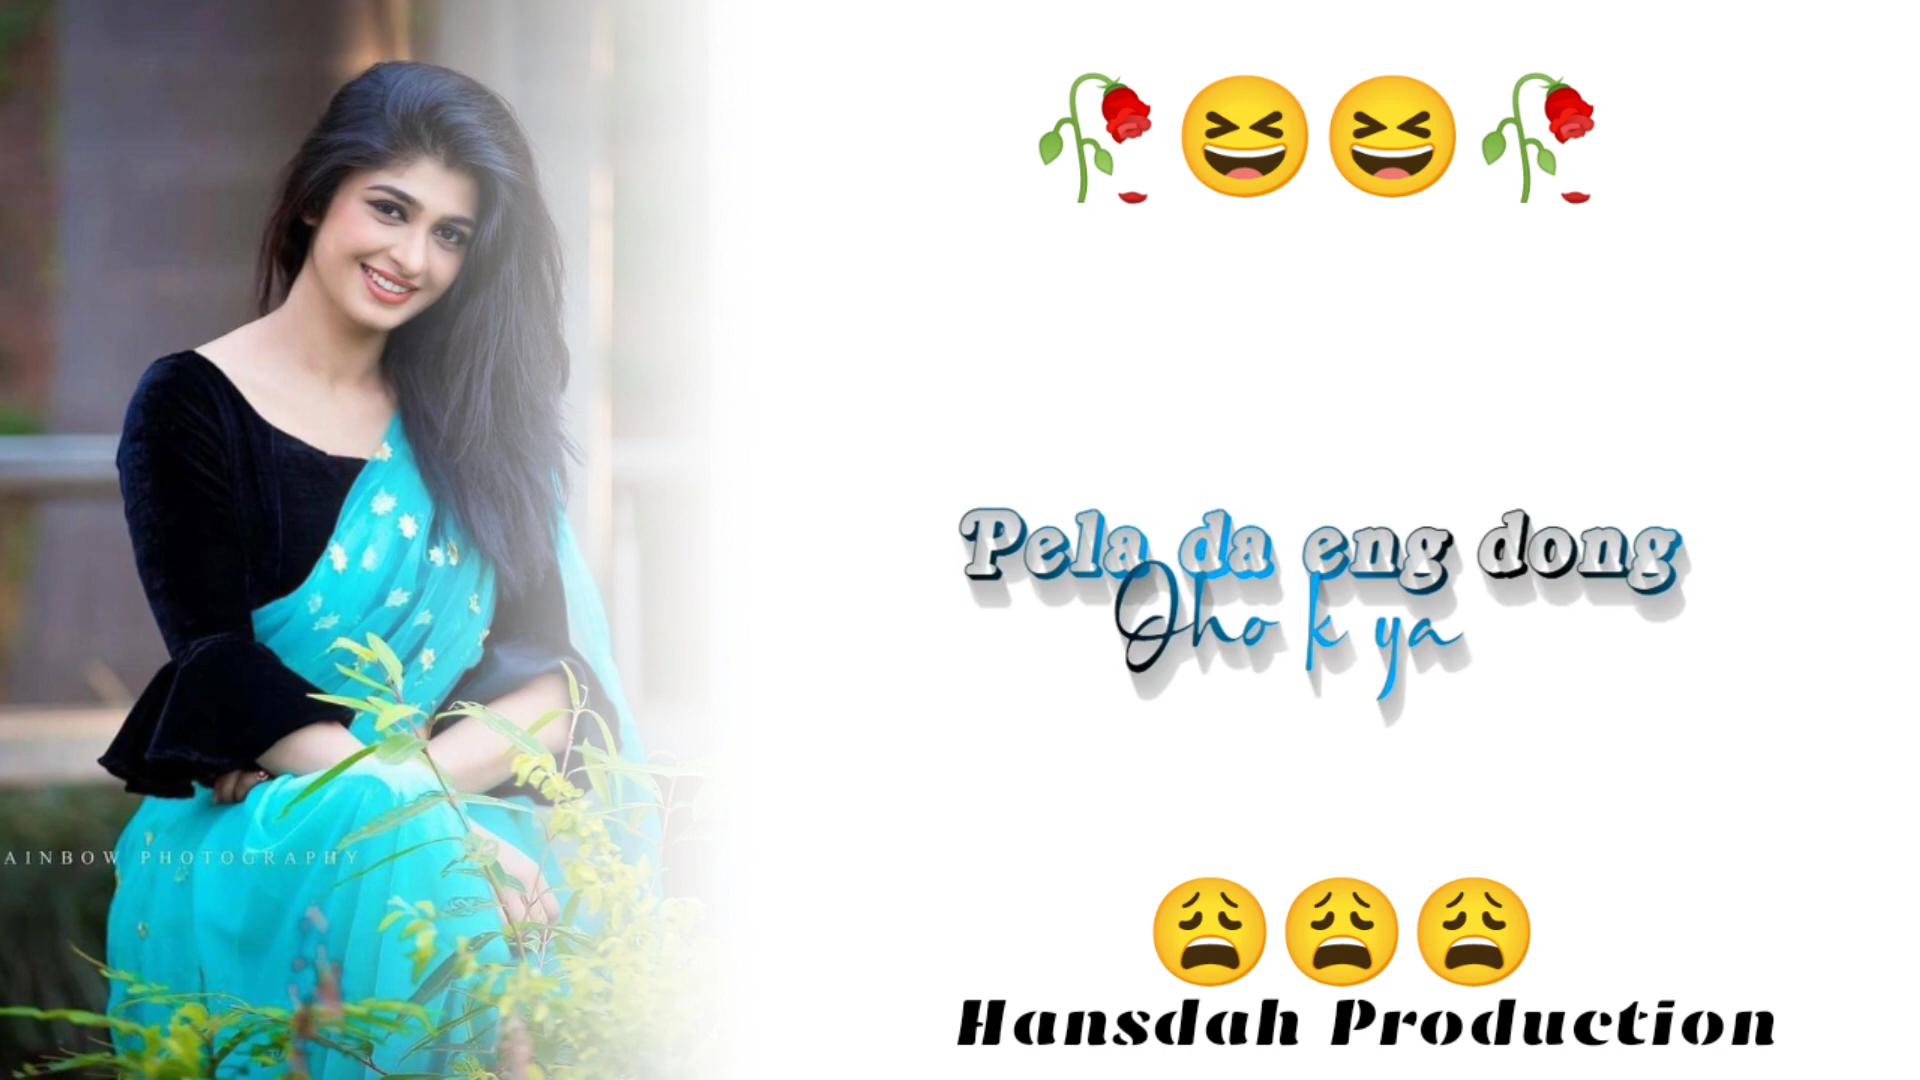 Pela da eng dong
Oho k ya
AINBOW PHOTOGRAPHY
Hansdah Production